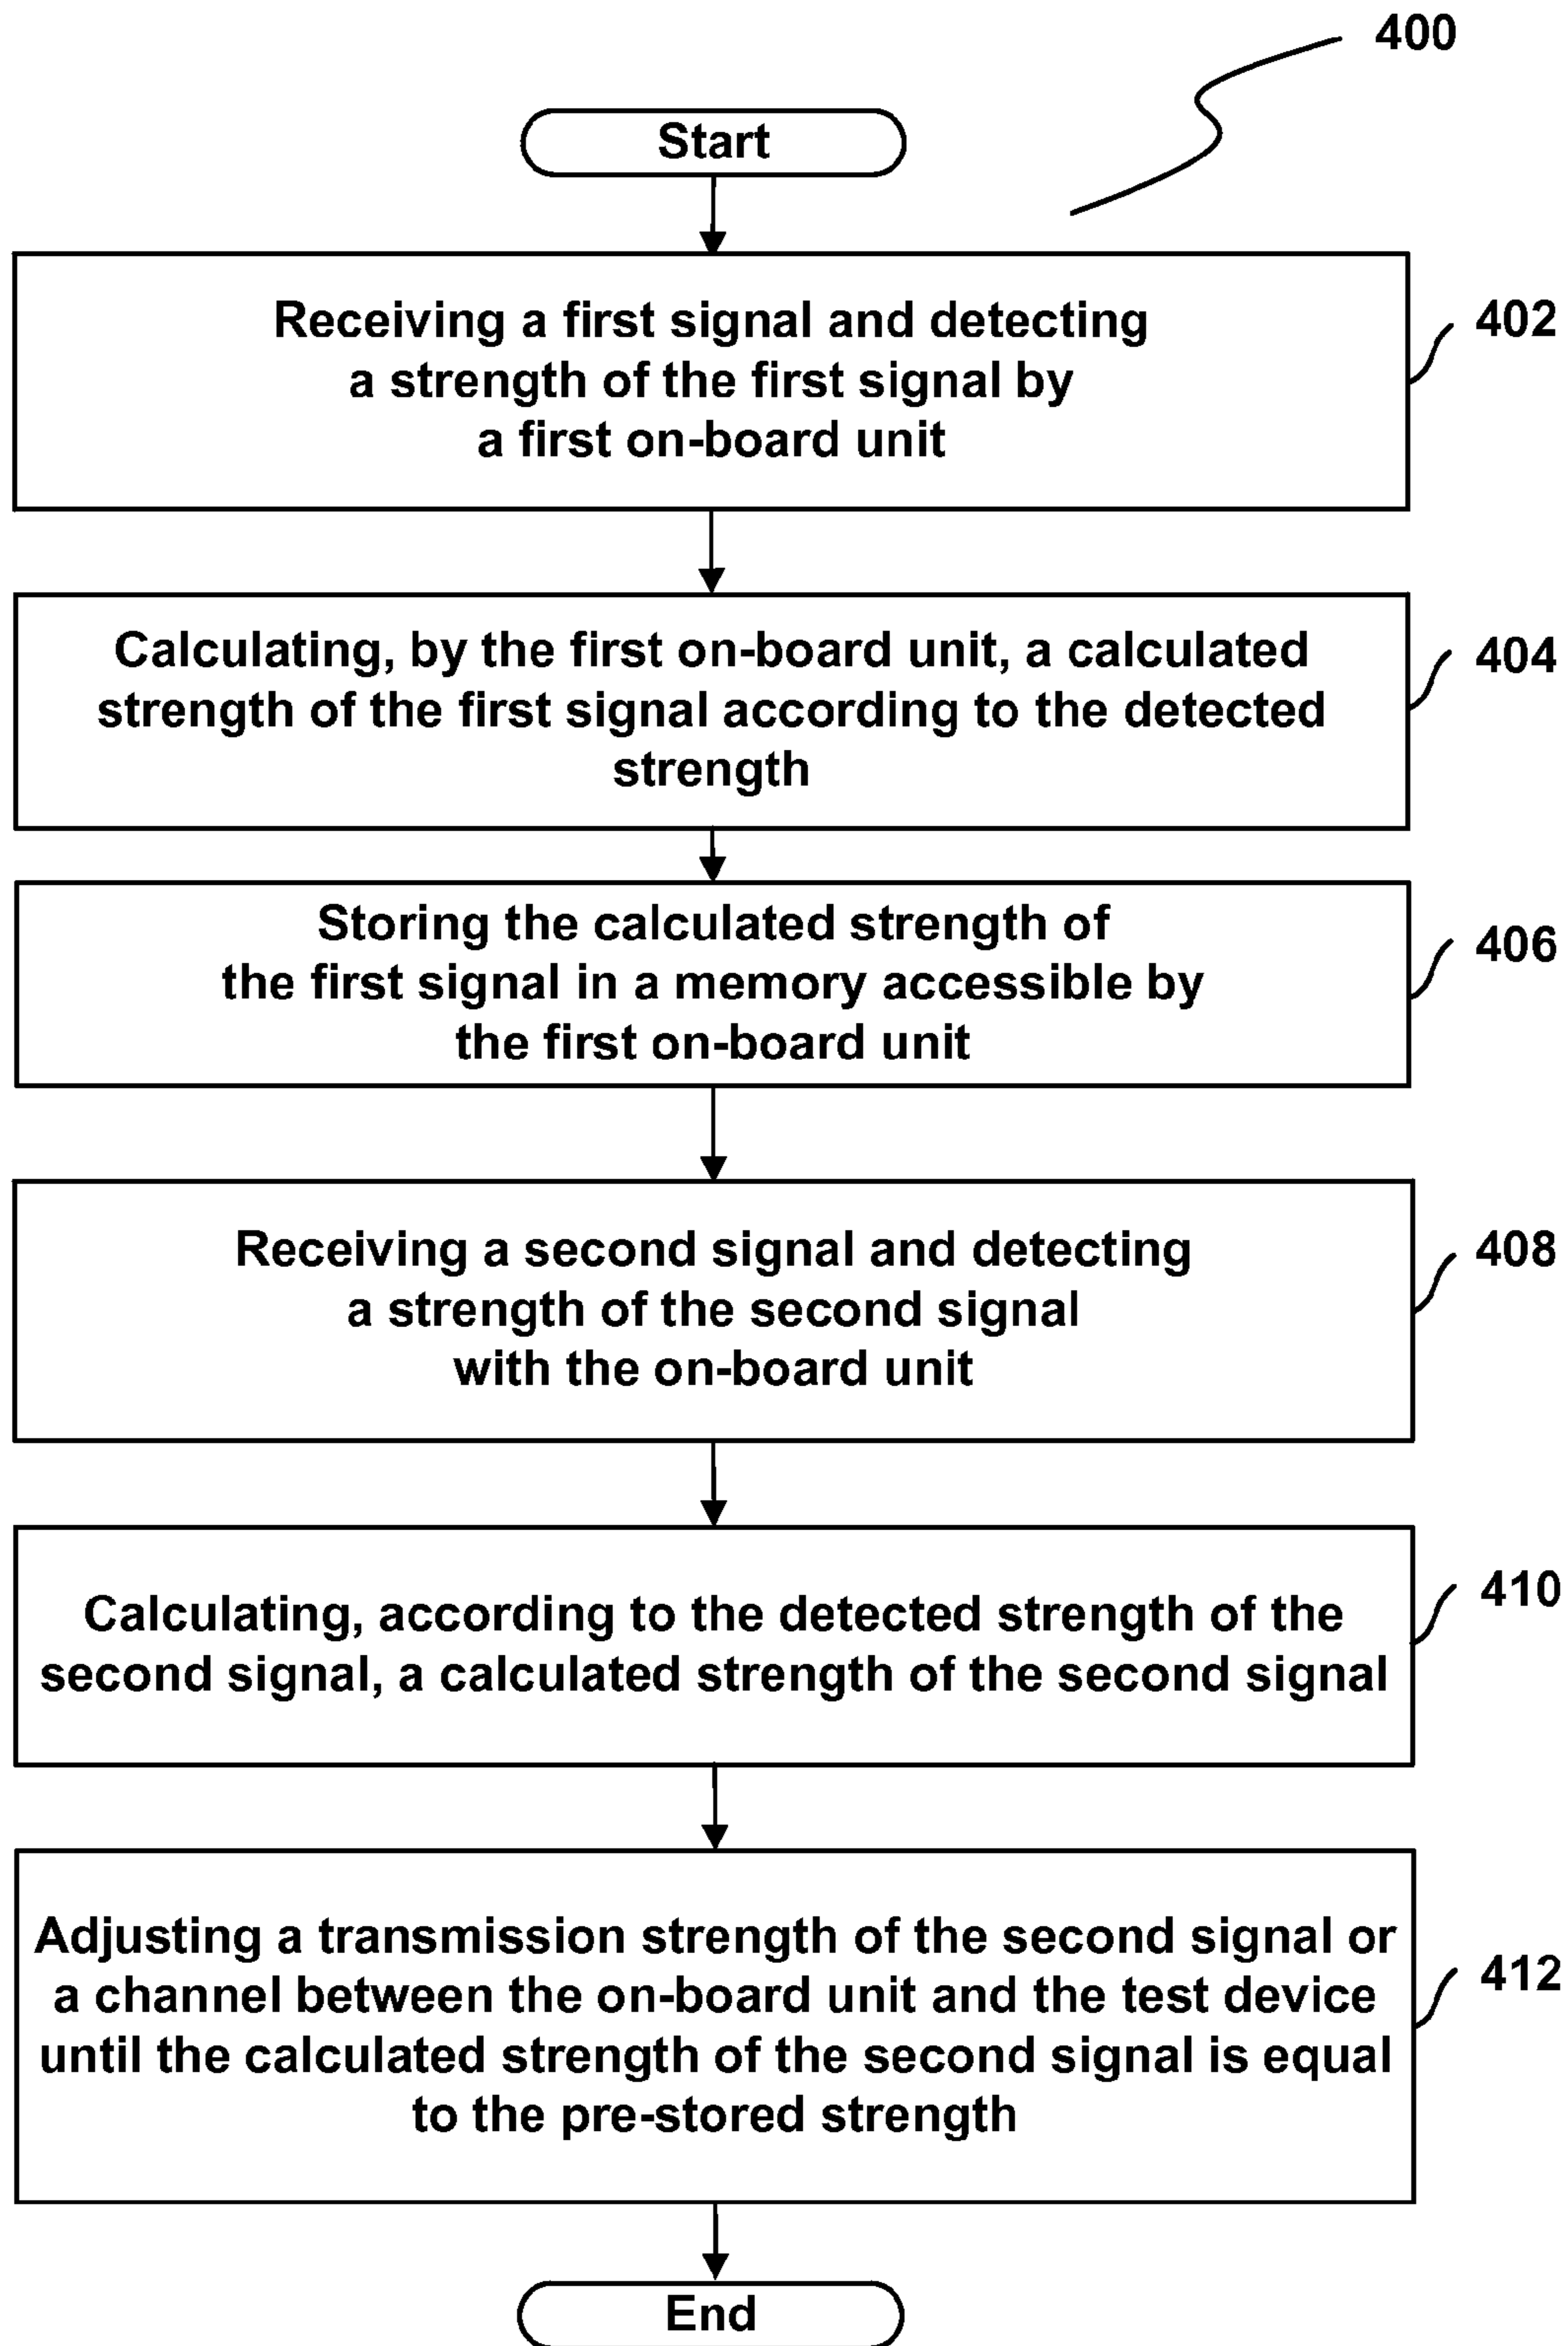 400
Start
Receiving a first signal and detecting
a strength of the first signal by
a first on-board unit
402
Calculating, by the first on-board unit, a calculated
strength of the first signal according to the detected
strength
404
Storing the calculated strength of
the first signal in a memory accessible by
the first on-board unit
406
Receiving a second signal and detecting
a strength of the second signal
with the on-board unit
408
Calculating, according to the detected strength of the
second signal, a calculated strength of the second signal
410
Adjusting a transmission strength of the second signal or
a channel between the on-board unit and the test device
until the calculated strength of the second signal is equal
to the pre-stored strength
412
End